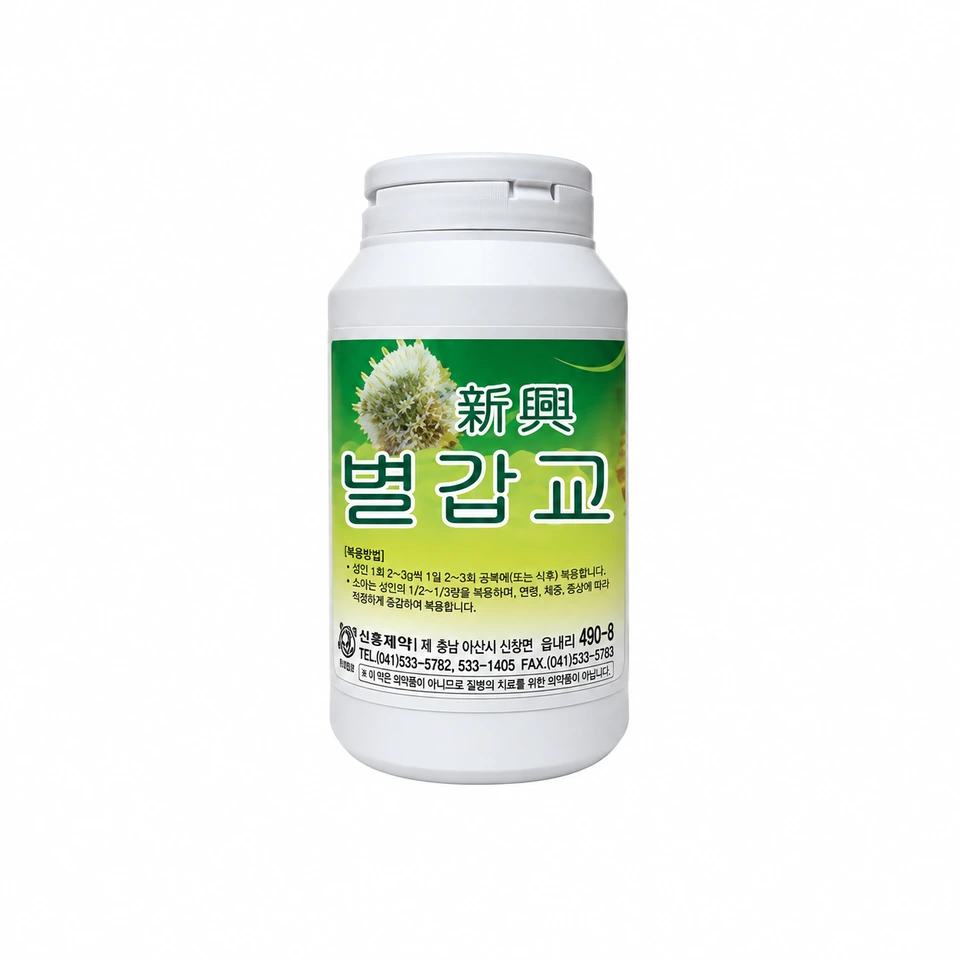 新興
별갑교
[복용방법]
• 성인 1회 2~3g씩 1일 2~3회 공복에(또는 식후) 복용합니다.
• 소아는 성인의 1/2~1/3량을 복용하며, 연령, 체중, 증상에 따라
적정하게 증감하여 복용합니다.
신흥제약 | 제 충남 아산시 신창면 읍내리 490-8
TEL.(041)533-5782, 533-1405 FAX.(041)533-5783
※ 이 약은 의약품이 아니므로 질병의 치료를 위한 의약품이 아닙니다.